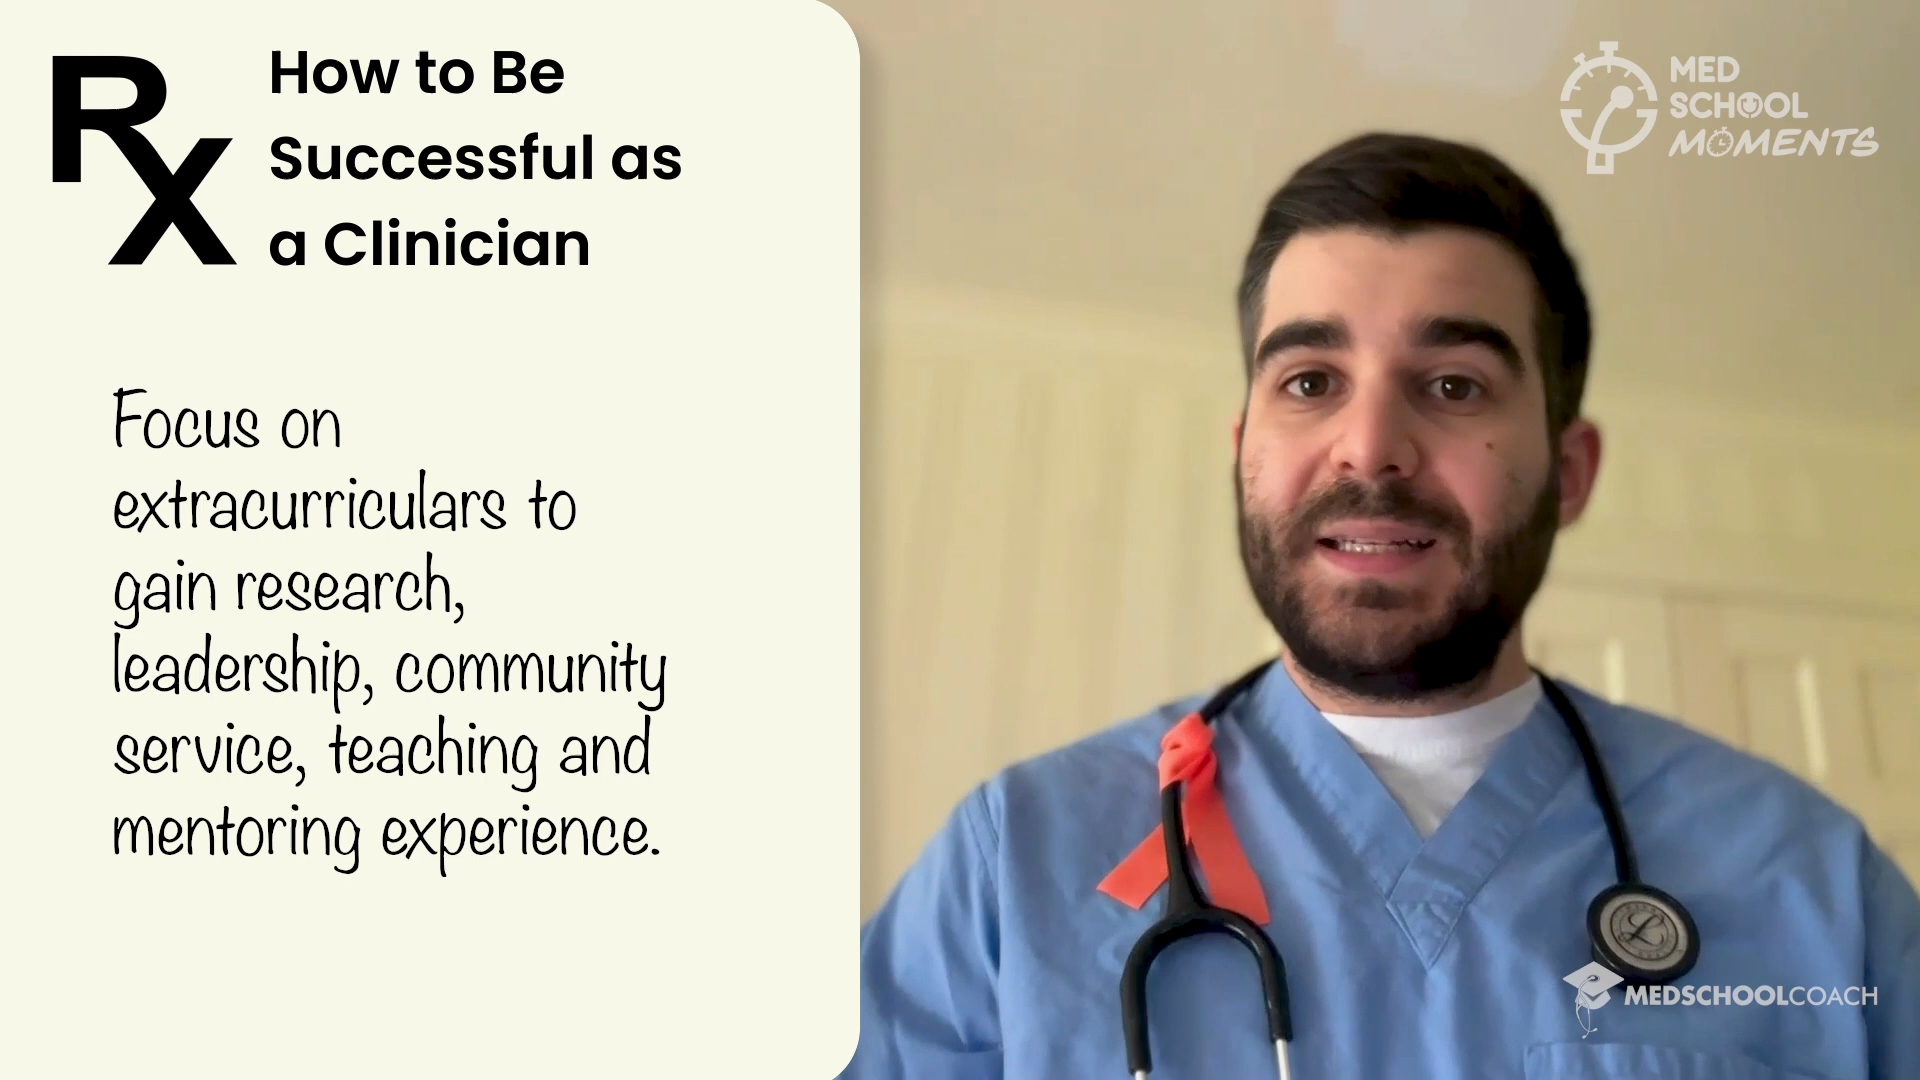 Rx
How to Be
Successful as
a Clinician
Focus on
extracurriculars to
gain research,
leadership, community
service, teaching and
mentoring experience.
MED
SCHOOL
MOMENTS
MEDSCHOOLCOACH